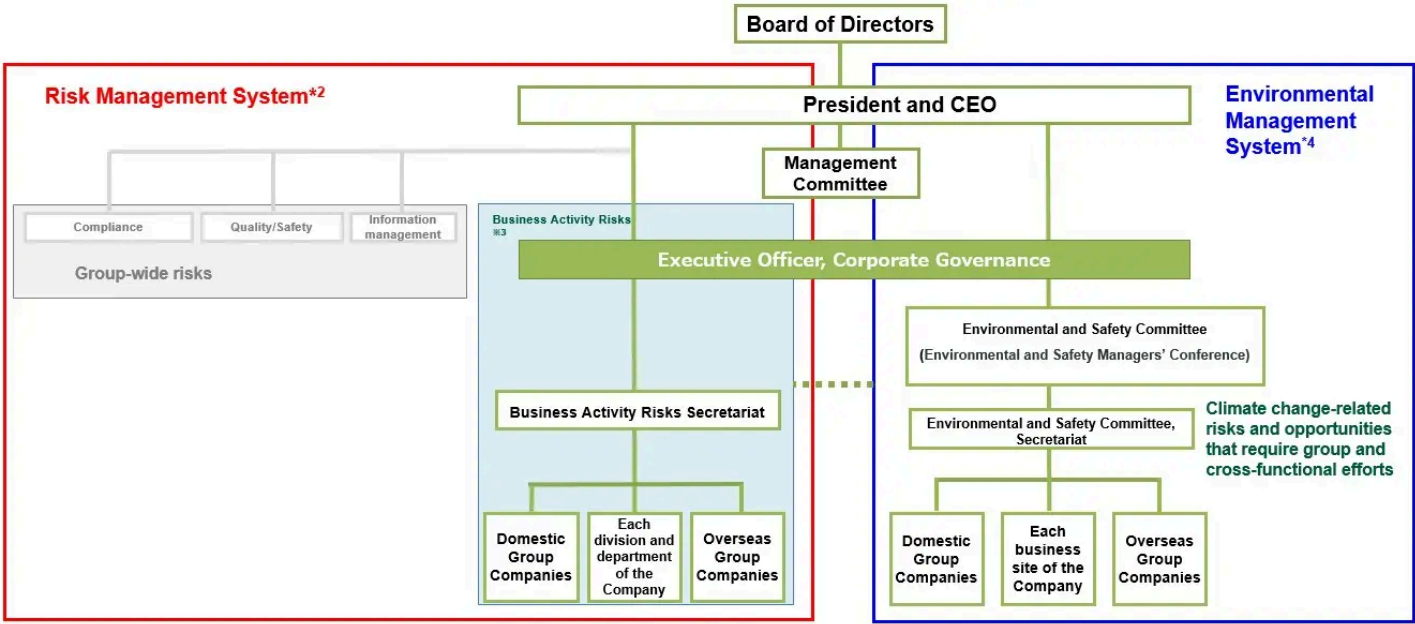 Board of Directors
Risk Management System*2
President and CEO
Environmental
Management
System*4
Management
Committee
Compliance
Quality/Safety
Information
management
Group-wide risks
Business Activity Risks
※3
Executive Officer, Corporate Governance
Environmental and Safety Committee
(Environmental and Safety Managers’ Conference)
Business Activity Risks Secretariat
Environmental and Safety Committee,
Secretariat
Climate change-related
risks and opportunities
that require group and
cross-functional efforts
Domestic
Group
Companies
Each
division and
department
of the
Company
Overseas
Group
Companies
Domestic
Group
Companies
Each
business
site of the
Company
Overseas
Group
Companies